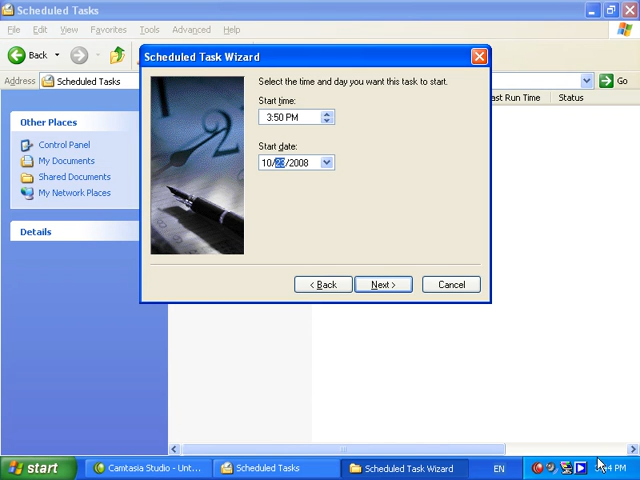 Scheduled Tasks
File Edit View Favorites Tools Advanced Help
Back
Address Scheduled Tasks Go
Scheduled Task Wizard
Select the time and day you want this task to start.
Start time:
3:50 PM
Start date:
10/23/2008
< Back Next > Cancel
ast Run Time Status
Other Places
Control Panel
My Documents
Shared Documents
My Network Places
Details
start Camtasia Studio - Unt... Scheduled Tasks Scheduled Task Wizard EN